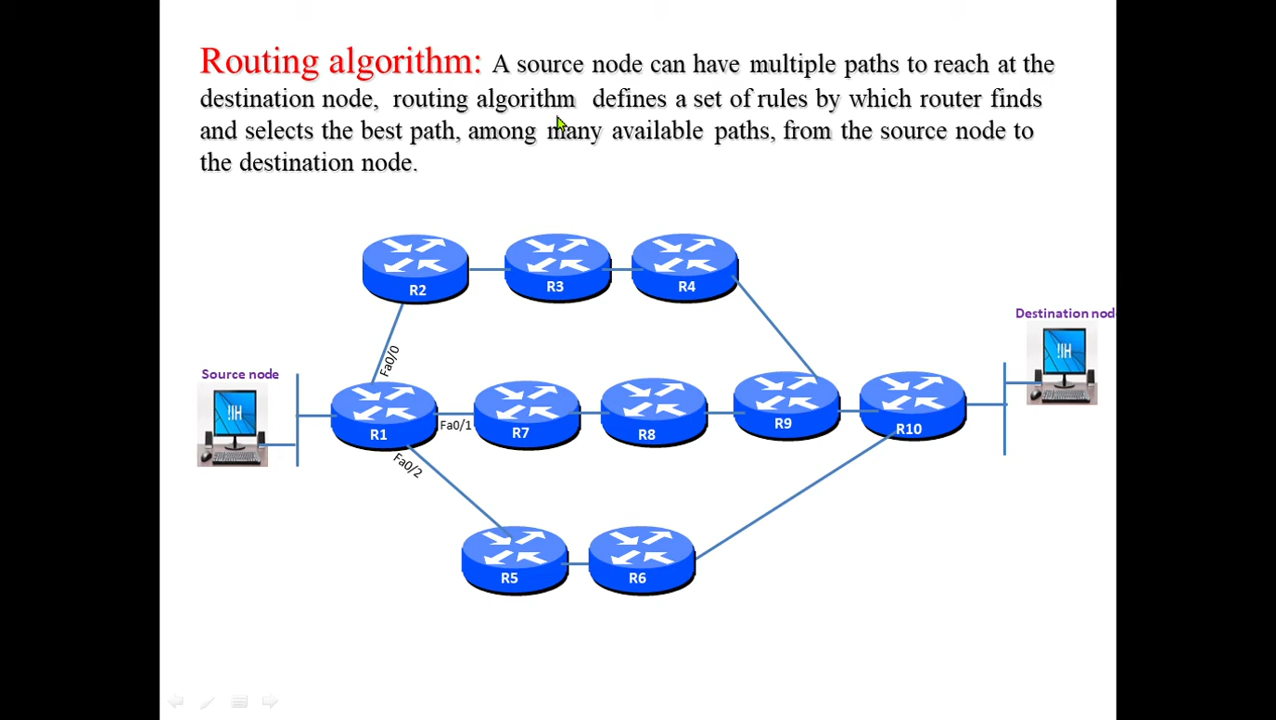 Routing algorithm: A source node can have multiple paths to reach at the
destination node, routing algorithm defines a set of rules by which router finds
and selects the best path, among many available paths, from the source node to
the destination node.
R2
R3
R4
Destination node
Fa0/0
Source node
R1
Fa0/1
R7
R8
R9
R10
Fa0/2
R5
R6